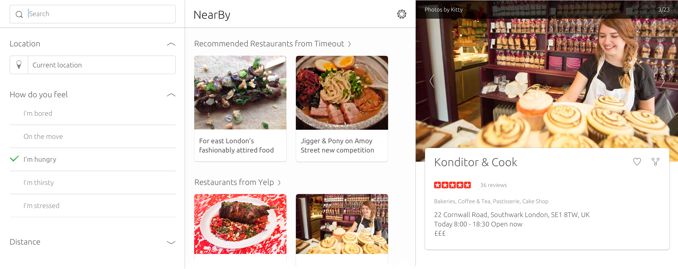 Search
Location
Current location
How do you feel
I'm bored
On the move
I'm hungry
I'm thirsty
I'm stressed
Distance
NearBy
Recommended Restaurants from Timeout
For east London's
fashionably attired food
Jigger & Pony on Amoy
Street new competition
Restaurants from Yelp
Photos by Kitty
3/23
Konditor & Cook
36 reviews
Bakeries, Coffee & Tea, Pastisserie, Cake Shop
22 Cornwall Road, Southwark London, SE1 8TW, UK
Today 8:00 - 18:30 Open now
£££